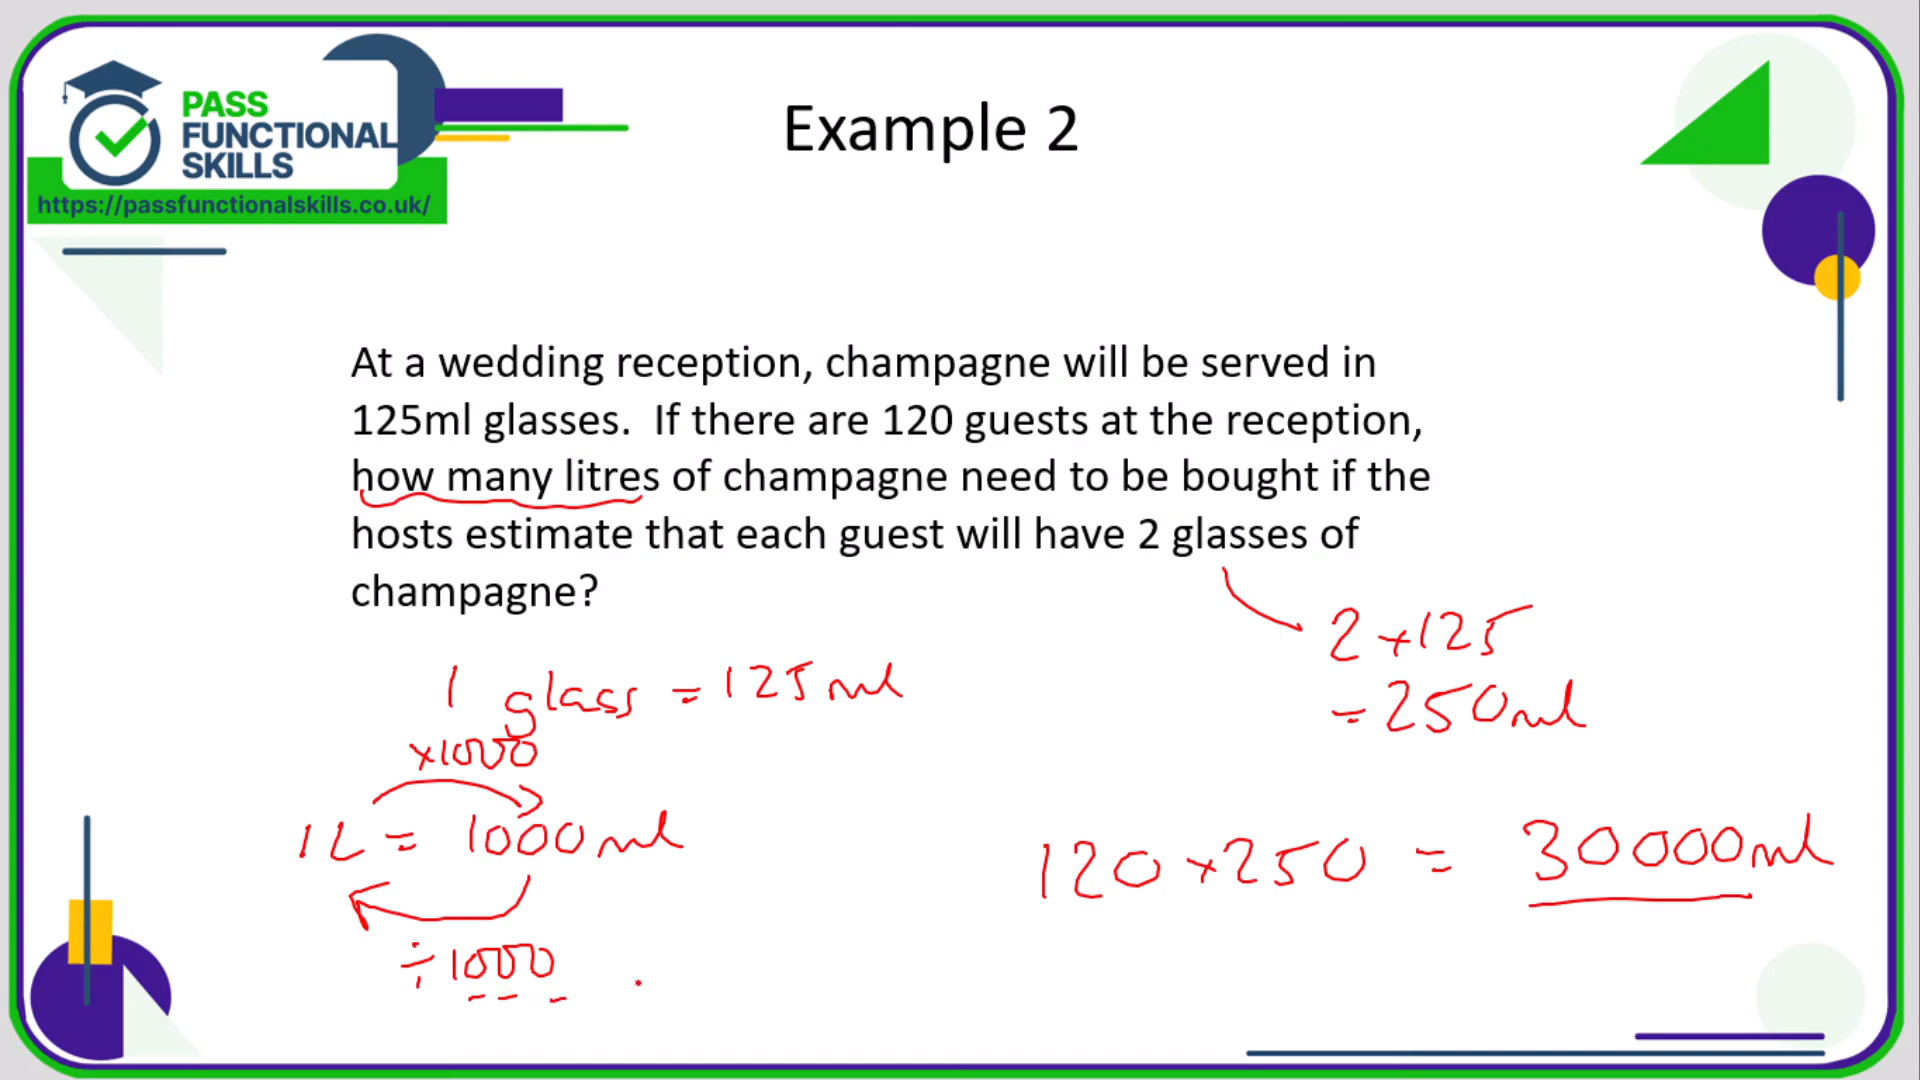 PASS
FUNCTIONAL
SKILLS
https://passfunctionalskills.co.uk/
Example 2
At a wedding reception, champagne will be served in
125ml glasses. If there are 120 guests at the reception,
how many litres of champagne need to be bought if the
hosts estimate that each guest will have 2 glasses of
champagne?
2 × 125
= 250ml
1 glass = 125ml
×1000
1L = 1000ml
÷1000
120 × 250 = 30000ml